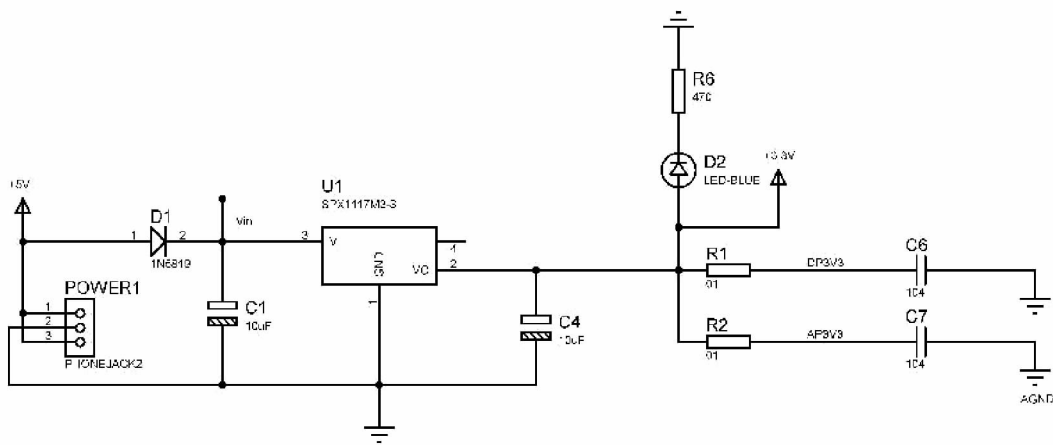 R6
470
+5V
U1
D2
+3.3V
SPX1117M3-3
LED-BLUE
D1
Vin
1
2
3
V
4
1N5819
GND
VO
2
R1
DP3V3
C6
01
104
POWER1
1
2
3
1
C1
10uF
C4
10uF
R2
AP3V3
C7
01
104
PHONEJACK2
AGND